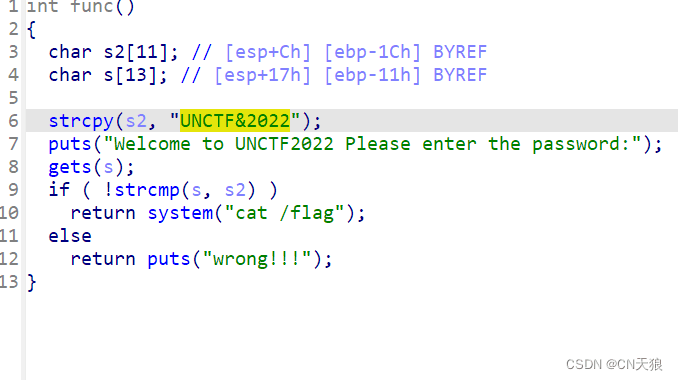 1 int func()
2 {
3   char s2[11]; // [esp+Ch] [ebp-1Ch] BYREF
4   char s[13]; // [esp+17h] [ebp-11h] BYREF
5
6   strcpy(s2, "UNCTF&2022");
7   puts("Welcome to UNCTF2022 Please enter the password:");
8   gets(s);
9   if ( !strcmp(s, s2) )
10     return system("cat /flag");
11   else
12     return puts("wrong!!!");
13 }
CSDN @CN天狼